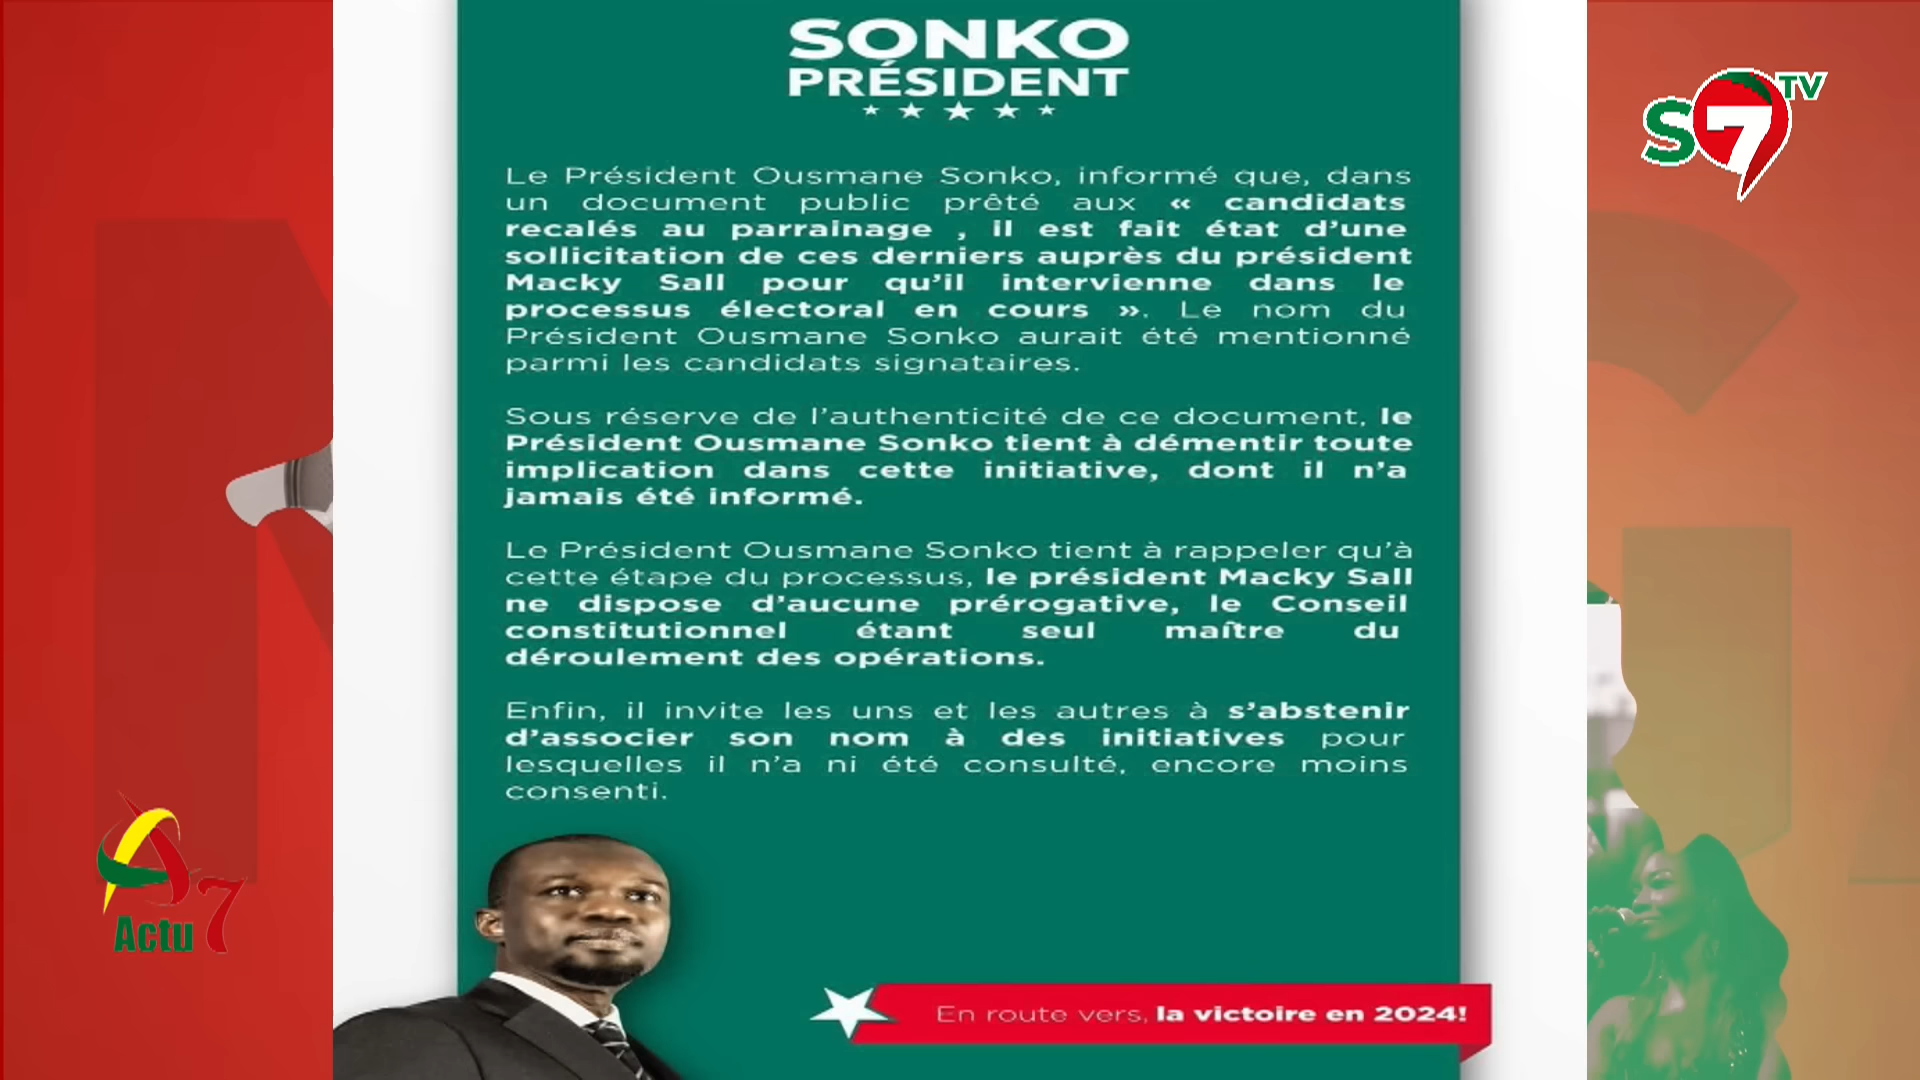 SONKO
PRÉSIDENT
S7 TV
Le Président Ousmane Sonko, informé que, dans
un document public prêté aux « candidats
recalés au parrainage , il est fait état d’une
sollicitation de ces derniers auprès du président
Macky Sall pour qu’il intervienne dans le
processus électoral en cours ». Le nom du
Président Ousmane Sonko aurait été mentionné
parmi les candidats signataires.
Sous réserve de l’authenticité de ce document, le
Président Ousmane Sonko tient à démentir toute
implication dans cette initiative, dont il n’a
jamais été informé.
Le Président Ousmane Sonko tient à rappeler qu’à
cette étape du processus, le président Macky Sall
ne dispose d’aucune prérogative, le Conseil
constitutionnel étant seul maître du
déroulement des opérations.
Enfin, il invite les uns et les autres à s’abstenir
d’associer son nom à des initiatives pour
lesquelles il n’a ni été consulté, encore moins
consenti.
A7
Actu
En route vers, la victoire en 2024!